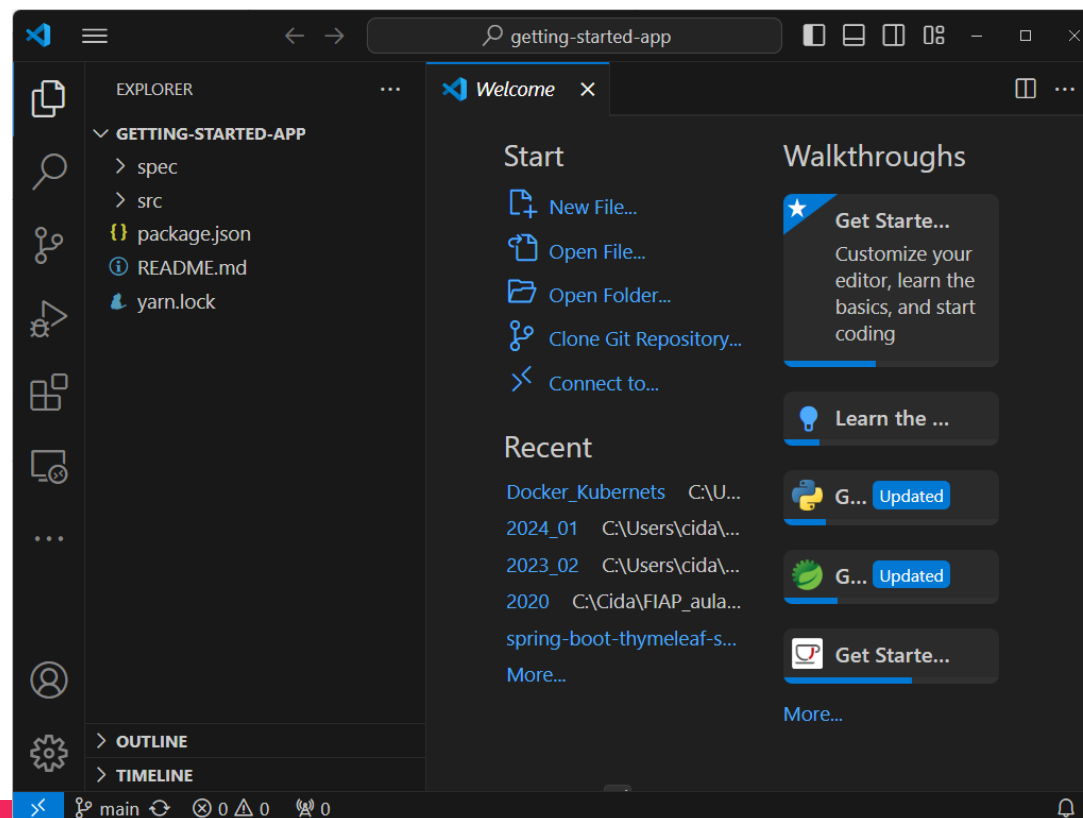 getting-started-app
EXPLORER
Welcome
GETTING-STARTED-APP
spec
src
package.json
README.md
yarn.lock
OUTLINE
TIMELINE
Start
New File...
Open File...
Open Folder...
Clone Git Repository...
Connect to...
Recent
Docker_Kubernets C:\U...
2024_01 C:\Users\cida\...
2023_02 C:\Users\cida\...
2020 C:\Cida\FIAP_aula...
spring-boot-thymeleaf-s...
More...
Walkthroughs
Get Starte...
Customize your
editor, learn the
basics, and start
coding
Learn the ...
G... Updated
G... Updated
Get Starte...
More...
main 0 0 0